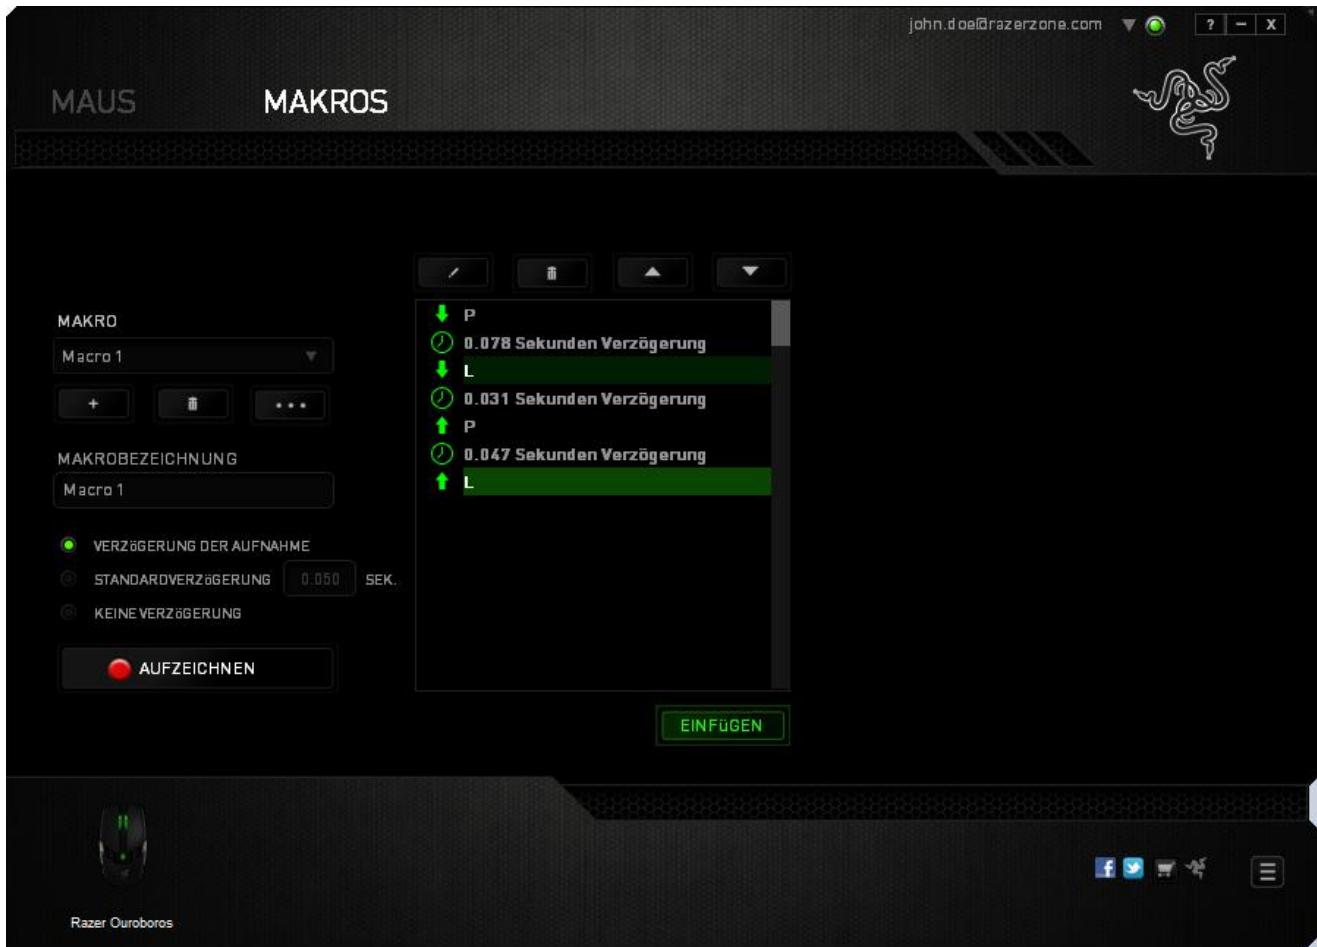 john.doe@razerzone.com
? – X
MAUS MAKROS
MAKRO
Macro 1
+
MAKROBEZEICHNUNG
Macro 1
VERZöGERUNG DER AUFNAHME
STANDARDVERZöGERUNG 0.050 SEK.
KEINE VERZöGERUNG
AUFZEICHNEN
P
0.078 Sekunden Verzögerung
L
0.031 Sekunden Verzögerung
P
0.047 Sekunden Verzögerung
L
EINFüGEN
Razer Ouroboros